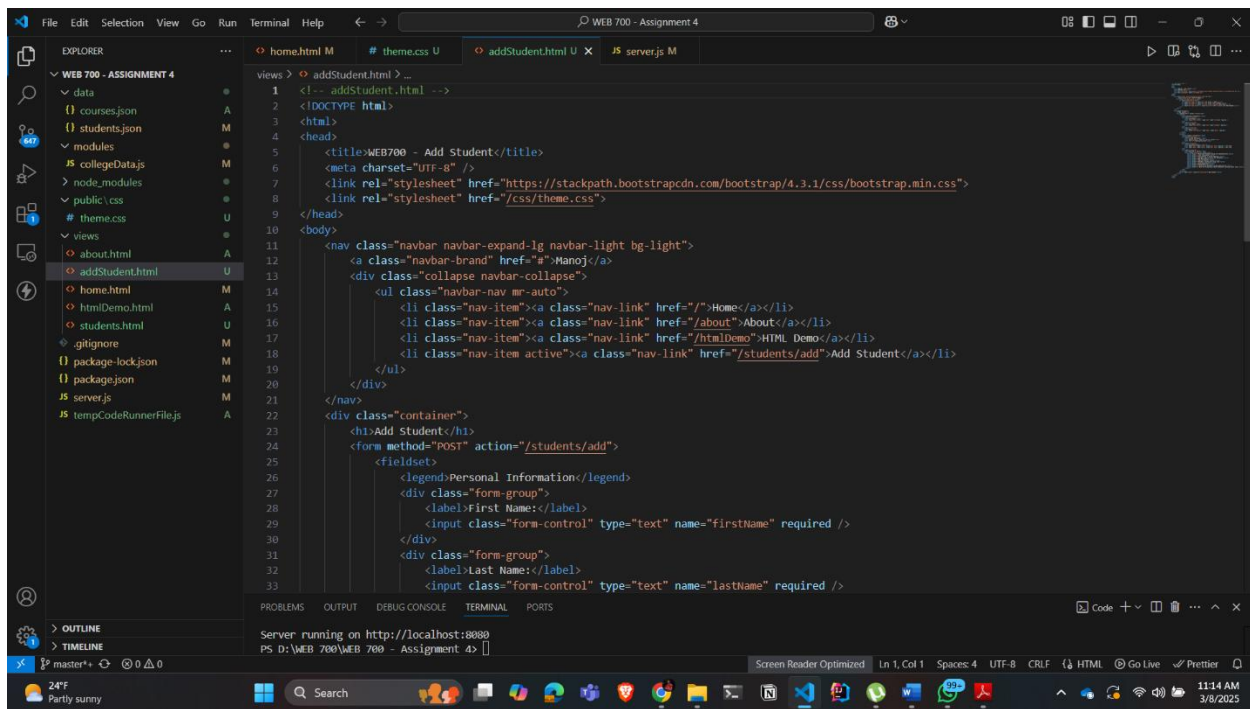 File Edit Selection View Go Run Terminal Help
WEB 700 - Assignment 4
EXPLORER
home.html M
# theme.css U
addStudent.html U
JS server.js M
WEB 700 - ASSIGNMENT 4
data
{} courses.json A
{} students.json M
modules
JS collegeData.js M
node_modules
public \ css
# theme.css U
views
about.html A
addStudent.html U
home.html M
htmlDemo.html A
students.html U
.gitignore M
{} package-lock.json M
{} package.json M
JS server.js M
JS tempCodeRunnerFile.js A
OUTLINE
TIMELINE
647
1
1
views > addStudent.html > ...
1 <!-- addStudent.html -->
2 <!DOCTYPE html>
3 <html>
4 <head>
5 <title>WEB700 - Add Student</title>
6 <meta charset="UTF-8" />
7 <link rel="stylesheet" href="https://stackpath.bootstrapcdn.com/bootstrap/4.3.1/css/bootstrap.min.css">
8 <link rel="stylesheet" href="/css/theme.css">
9 </head>
10 <body>
11 <nav class="navbar navbar-expand-lg navbar-light bg-light">
12 <a class="navbar-brand" href="#">Manoj</a>
13 <div class="collapse navbar-collapse">
14 <ul class="navbar-nav mr-auto">
15 <li class="nav-item"><a class="nav-link" href="/">Home</a></li>
16 <li class="nav-item"><a class="nav-link" href="/about">About</a></li>
17 <li class="nav-item"><a class="nav-link" href="/htmlDemo">HTML Demo</a></li>
18 <li class="nav-item active"><a class="nav-link" href="/students/add">Add Student</a></li>
19 </ul>
20 </div>
21 </nav>
22 <div class="container">
23 <h1>Add Student</h1>
24 <form method="POST" action="/students/add">
25 <fieldset>
26 <legend>Personal Information</legend>
27 <div class="form-group">
28 <label>First Name:</label>
29 <input class="form-control" type="text" name="firstName" required />
30 </div>
31 <div class="form-group">
32 <label>Last Name:</label>
33 <input class="form-control" type="text" name="lastName" required />
PROBLEMS OUTPUT DEBUG CONSOLE TERMINAL PORTS
Code
Server running on http://localhost:8080
PS D:\WEB 700\WEB 700 - Assignment 4>
master*+ 0 0 Screen Reader Optimized Ln 1, Col 1 Spaces: 4 UTF-8 CRLF HTML Go Live Prettier
24°F
Partly sunny
Search
99+
11:14 AM
3/8/2025